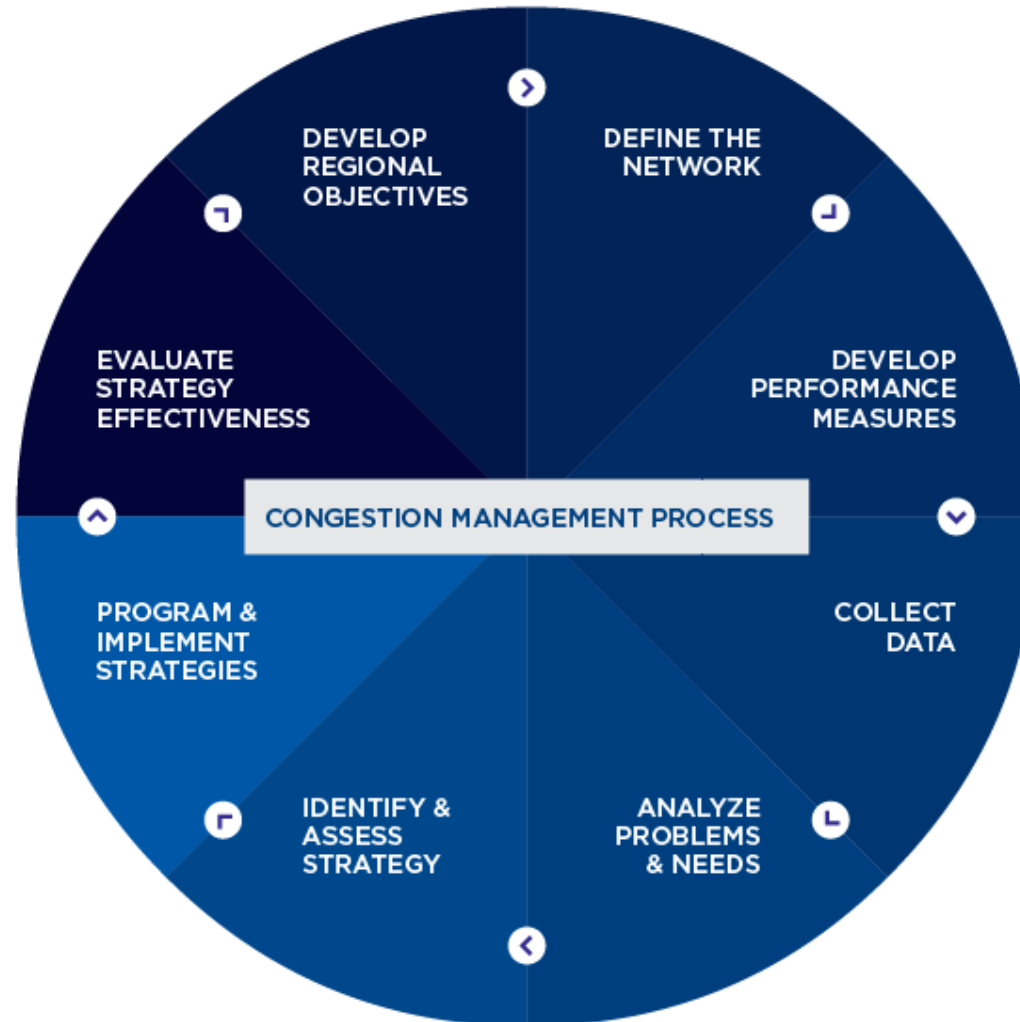 DEVELOP
REGIONAL
OBJECTIVES
DEFINE THE
NETWORK
DEVELOP
PERFORMANCE
MEASURES
COLLECT
DATA
ANALYZE
PROBLEMS
& NEEDS
IDENTIFY &
ASSESS
STRATEGY
PROGRAM &
IMPLEMENT
STRATEGIES
EVALUATE
STRATEGY
EFFECTIVENESS
CONGESTION MANAGEMENT PROCESS